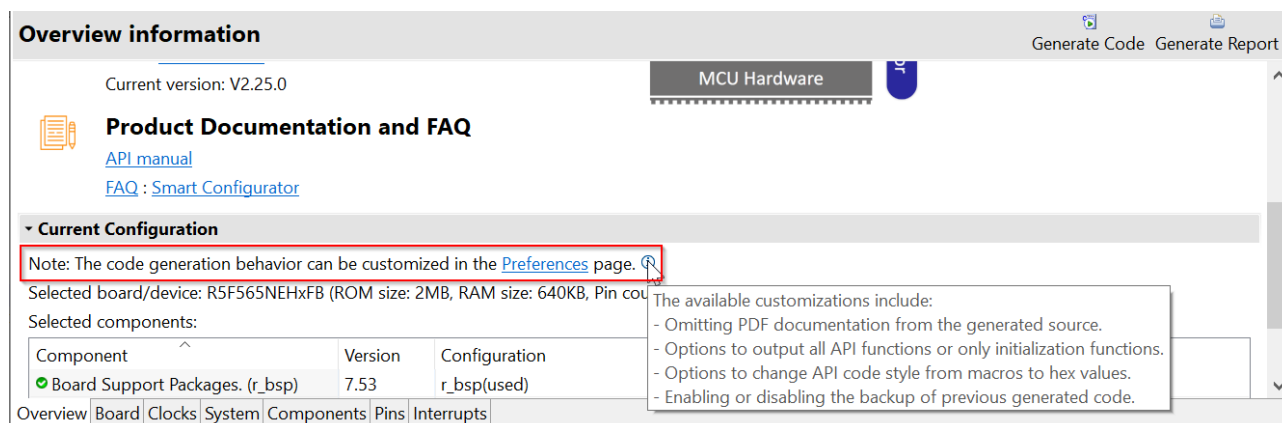 Overview information
Generate Code Generate Report
Current version: V2.25.0
MCU Hardware
Product Documentation and FAQ
API manual
FAQ : Smart Configurator
Current Configuration
Note: The code generation behavior can be customized in the Preferences page.
Selected board/device: R5F565NEHxFB (ROM size: 2MB, RAM size: 640KB, Pin
The available customizations include:
- Omitting PDF documentation from the generated source.
- Options to output all API functions or only initialization functions.
- Options to change API code style from macros to hex values.
- Enabling or disabling the backup of previous generated code.
Selected components:
Component Version Configuration
Board Support Packages. (r_bsp) 7.53 r_bsp(used)
Overview Board Clocks System Components Pins Interrupts